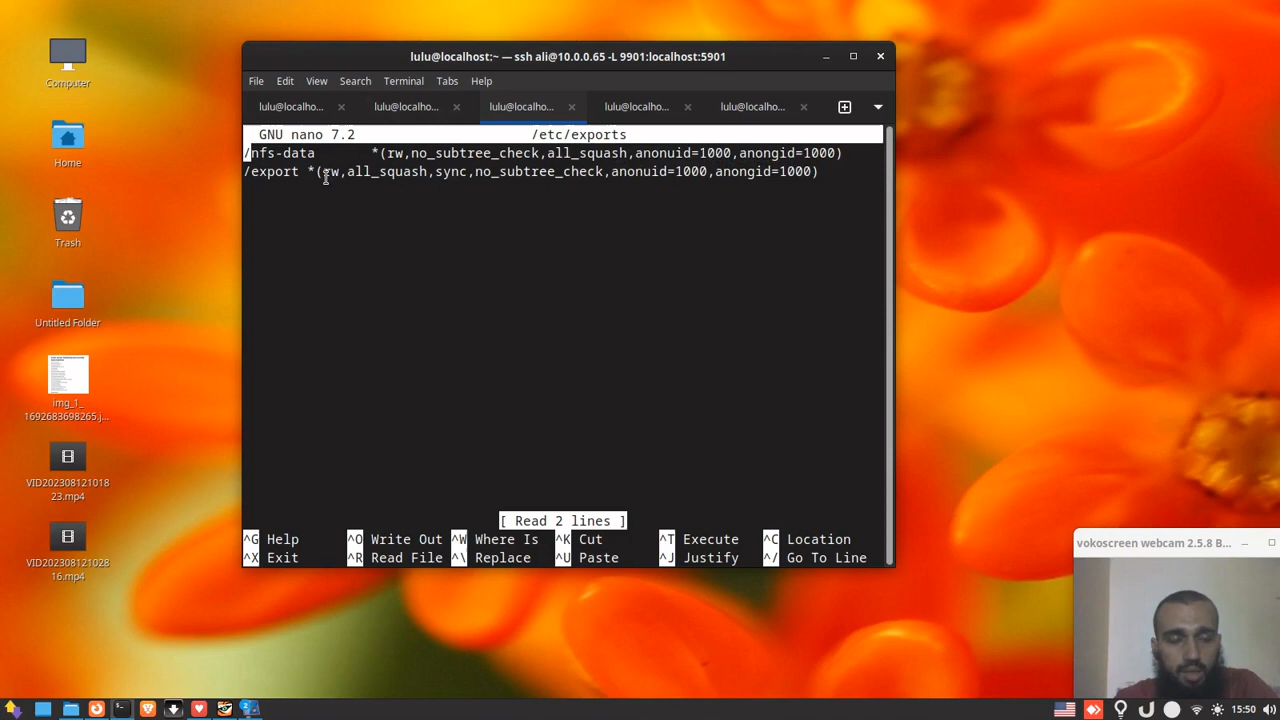 Computer
Home
Trash
Untitled Folder
img_1_
1692683698265.j...
VID202308121018
23.mp4
VID202308121028
16.mp4
lulu@localhost:~ — ssh ali@10.0.0.65 -L 9901:localhost:5901
File Edit View Search Terminal Tabs Help
lulu@localho... lulu@localho... lulu@localho... lulu@localho... lulu@localho...
GNU nano 7.2 /etc/exports
/nfs-data *(rw,no_subtree_check,all_squash,anonuid=1000,anongid=1000)
/export *(rw,all_squash,sync,no_subtree_check,anonuid=1000,anongid=1000)
[ Read 2 lines ]
^G Help ^O Write Out ^W Where Is ^K Cut ^T Execute ^C Location
^X Exit ^R Read File ^\ Replace ^U Paste ^J Justify ^/ Go To Line
vokoscreen webcam 2.5.8 B...
2
15:50